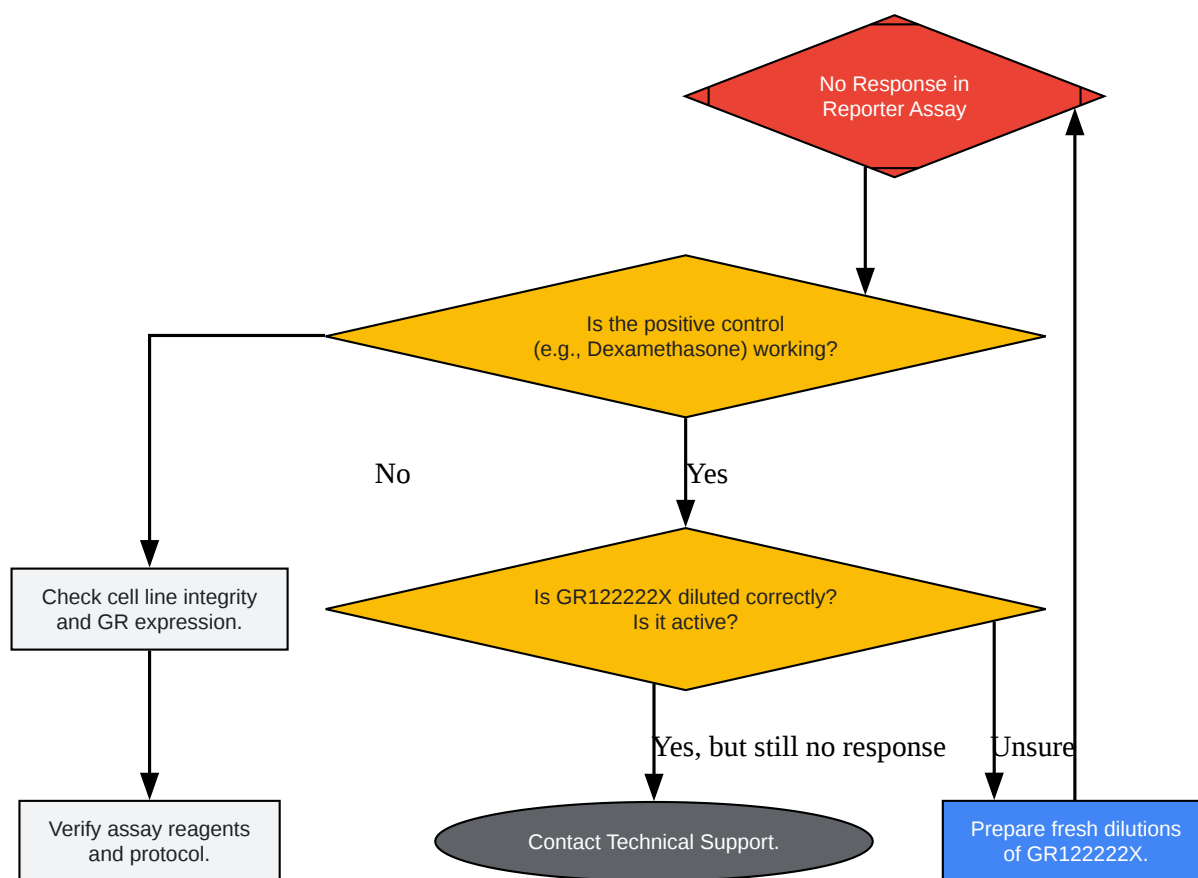 No Response in
Reporter Assay
Is the positive control
(e.g., Dexamethasone) working?
No
Yes
Check cell line integrity
and GR expression.
Is GR122222X diluted correctly?
Is it active?
Yes, but still no response
Unsure
Verify assay reagents
and protocol.
Contact Technical Support.
Prepare fresh dilutions
of GR122222X.